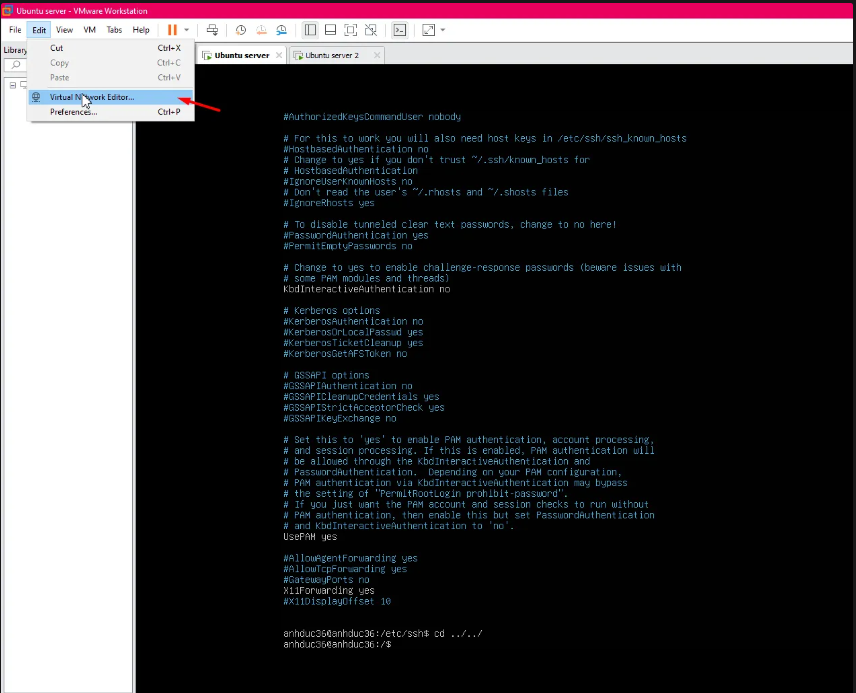 Ubuntu server - VMware Workstation
File Edit View VM Tabs Help
Library
Cut Ctrl+X
Copy Ctrl+C
Paste Ctrl+V
Virtual Network Editor...
Preferences... Ctrl+P
Ubuntu server
Ubuntu server 2
#AuthorizedKeysCommandUser nobody
# For this to work you will also need host keys in /etc/ssh/ssh_known_hosts
#HostbasedAuthentication no
# Change to yes if you don't trust ~/.ssh/known_hosts for
# HostbasedAuthentication
#IgnoreUserKnownHosts no
# Don't read the user's ~/.rhosts and ~/.shosts files
#IgnoreRhosts yes
# To disable tunneled clear text passwords, change to no here!
#PasswordAuthentication yes
#PermitEmptyPasswords no
# Change to yes to enable challenge-response passwords (beware issues with
# some PAM modules and threads)
KbdInteractiveAuthentication no
# Kerberos options
#KerberosAuthentication no
#KerberosOrLocalPasswd yes
#KerberosTicketCleanup yes
#KerberosGetAFSToken no
# GSSAPI options
#GSSAPIAuthentication no
#GSSAPICleanupCredentials yes
#GSSAPIStrictAcceptorCheck yes
#GSSAPIKeyExchange no
# Set this to 'yes' to enable PAM authentication, account processing,
# and session processing. If this is enabled, PAM authentication will
# be allowed through the KbdInteractiveAuthentication and
# PasswordAuthentication.  Depending on your PAM configuration,
# PAM authentication via KbdInteractiveAuthentication may bypass
# the setting of "PermitRootLogin prohibit-password".
# If you just want the PAM account and session checks to run without
# PAM authentication, then enable this but set PasswordAuthentication
# and KbdInteractiveAuthentication to 'no'.
UsePAM yes
#AllowAgentForwarding yes
#AllowTcpForwarding yes
#GatewayPorts no
X11Forwarding yes
#X11DisplayOffset 10
anhduc36@anhduc36:/etc/ssh$ cd ../../
anhduc36@anhduc36:/$